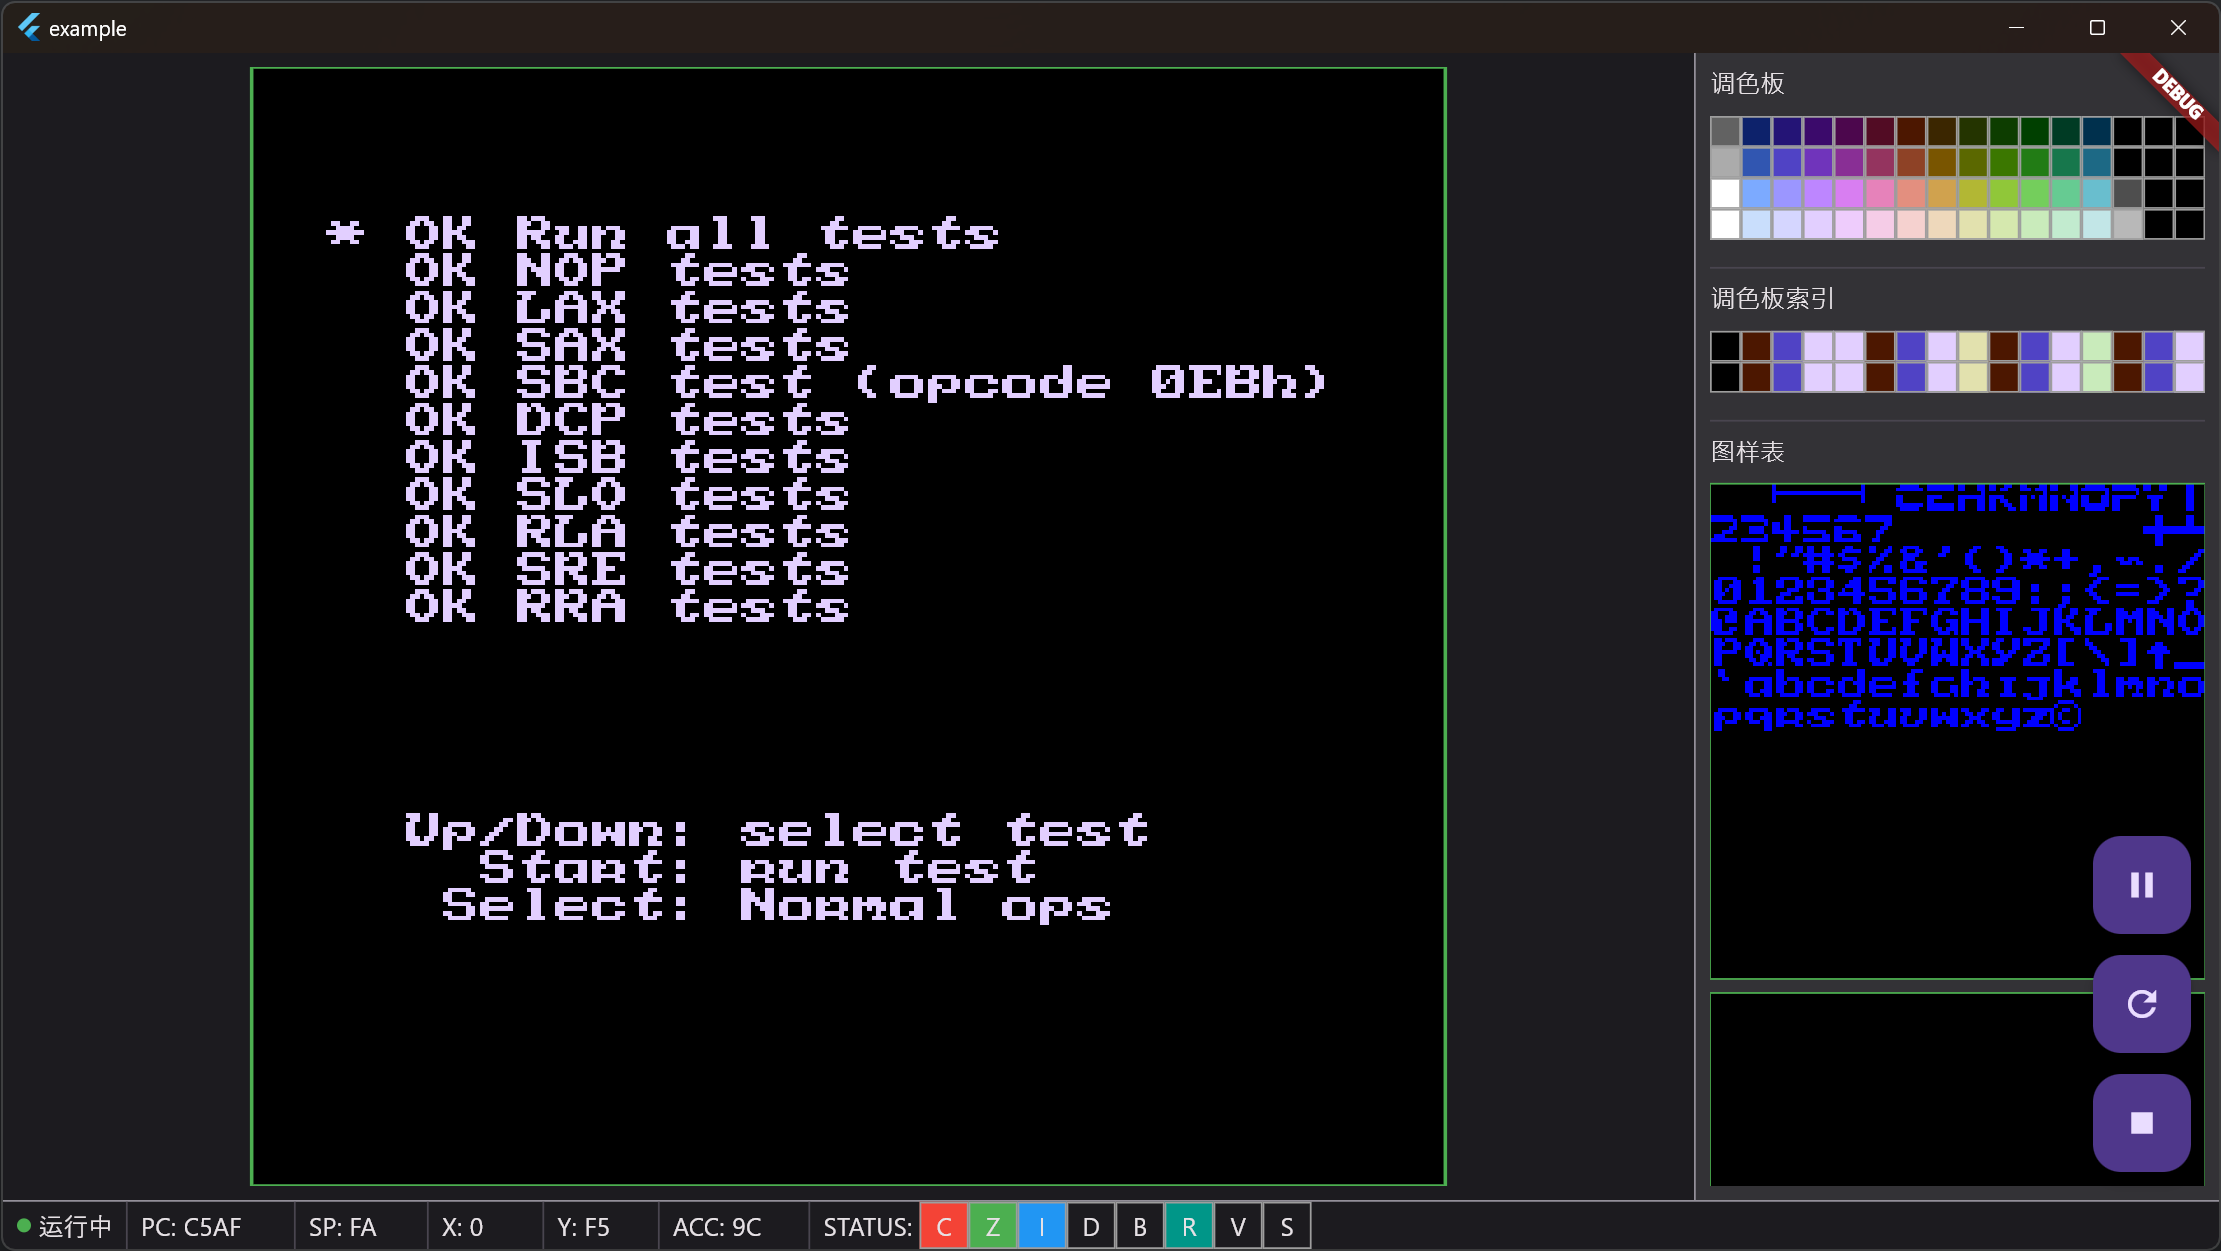 example
* OK Run all tests
OK NOP tests
OK LAX tests
OK SAX tests
OK SBC test (opcode 0EBh)
OK DCP tests
OK ISB tests
OK SLO tests
OK RLA tests
OK SRE tests
OK RRA tests
Up/Down: select test
Start: run test
Select: Normal ops
调色板
DEBUG
调色板索引
图样表
234567
!"#$%&'()*+,-./
0123456789:;<=>?
@ABCDEFGHIJKLMNO
PQRSTUVWXYZ[\]↑_
`abcdefghijklmno
pqrstuvwxyz©
运行中 PC: C5AF SP: FA X: 0 Y: F5 ACC: 9C STATUS: C Z I D B R V S